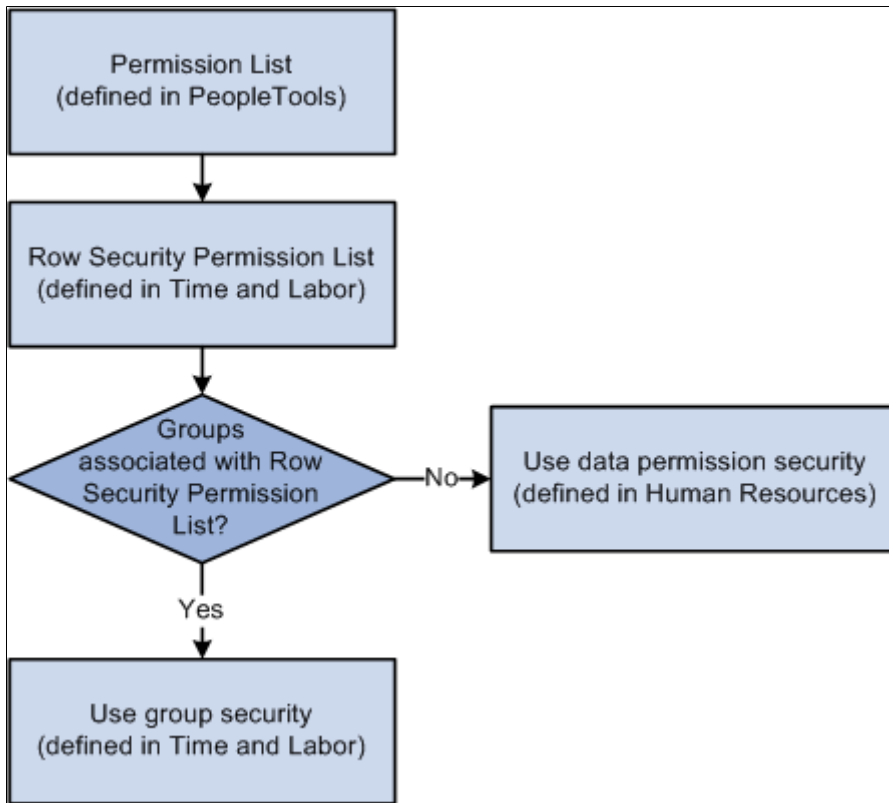 Permission List
(defined in PeopleTools)
Row Security Permission List
(defined in Time and Labor)
Groups
associated with Row
Security Permission
List?
No
Use data permission security
(defined in Human Resources)
Yes
Use group security
(defined in Time and Labor)